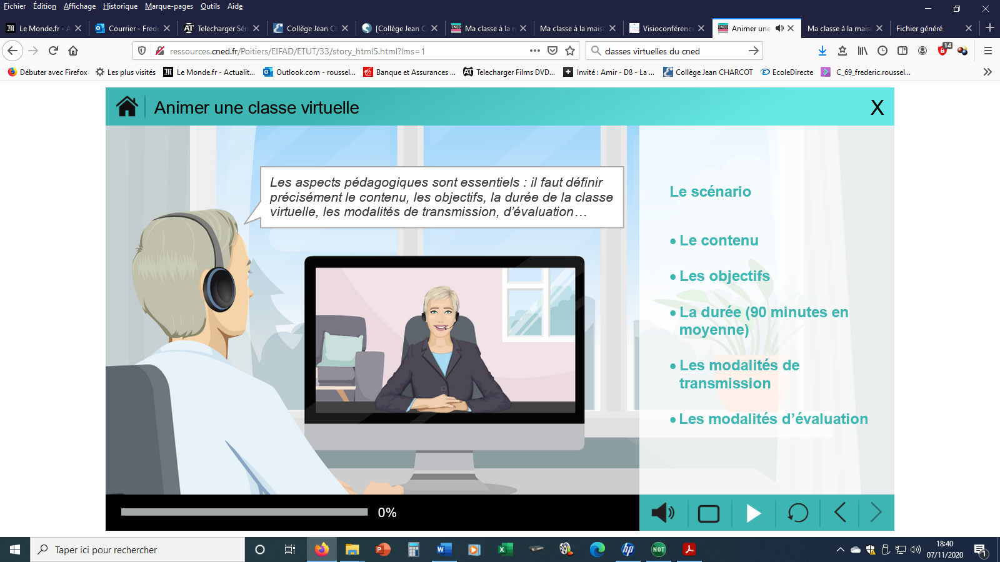 Fichier Édition Affichage Historique Marque-pages Outils Aide
Le Monde.fr - A
Courrier - Frede
Telecharger Séri
Collège Jean Ch
[Collège Jean C
Ma classe à la m
Ma classe à la maiso
Visioconférence
Animer une
Ma classe à la maiso
Fichier généré
ressources.cned.fr/Poitiers/EIFAD/ETUT/33/story_html5.html?lms=1
classes virtuelles du cned
14
Débuter avec Firefox
Les plus visités
Le Monde.fr - Actualit...
Outlook.com - roussel...
Banque et Assurances ...
Telecharger Films DVD...
Invité : Amir - D8 - La ...
Collège Jean CHARCOT
EcoleDirecte
C_69_frederic.roussel...
Animer une classe virtuelle
X
Les aspects pédagogiques sont essentiels : il faut définir
précisément le contenu, les objectifs, la durée de la classe
virtuelle, les modalités de transmission, d’évaluation…
Le scénario
• Le contenu
• Les objectifs
• La durée (90 minutes en
moyenne)
• Les modalités de
transmission
• Les modalités d’évaluation
0%
Taper ici pour rechercher
18:40
07/11/2020
1